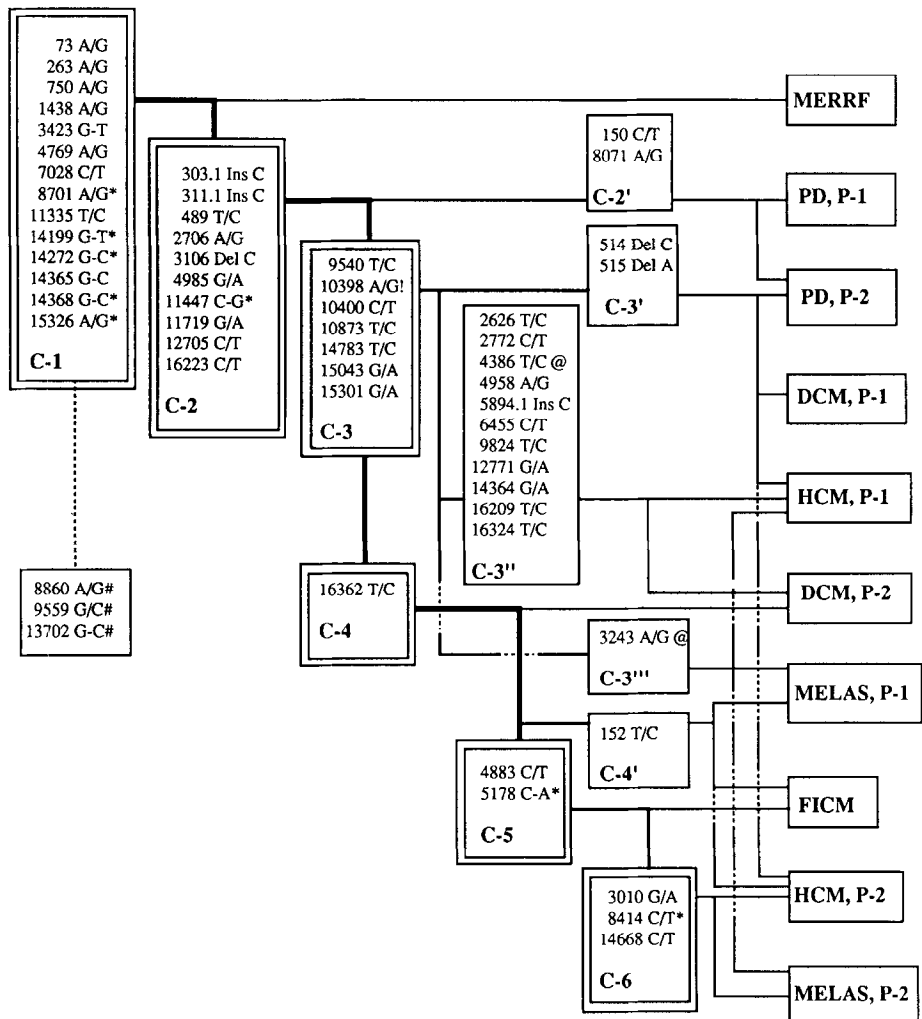 73 A/G
263 A/G
750 A/G
1438 A/G
3423 G-T
4769 A/G
7028 C/T
8701 A/G*
11335 T/C
14199 G-T*
14272 G-C*
14365 G-C
14368 G-C*
15326 A/G*
C-1
8860 A/G#
9559 G/C#
13702 G-C#
303.1 Ins C
311.1 Ins C
489 T/C
2706 A/G
3106 Del C
4985 G/A
11447 C-G*
11719 G/A
12705 C/T
16223 C/T
C-2
9540 T/C
10398 A/G!
10400 C/T
10873 T/C
14783 T/C
15043 G/A
15301 G/A
C-3
16362 T/C
C-4
150 C/T
8071 A/G
C-2'
514 Del C
515 Del A
C-3'
2626 T/C
2772 C/T
4386 T/C @
4958 A/G
5894.1 Ins C
6455 C/T
9824 T/C
12771 G/A
14364 G/A
16209 T/C
16324 T/C
C-3''
3243 A/G @
C-3'''
152 T/C
C-4'
4883 C/T
5178 C-A*
C-5
3010 G/A
8414 C/T*
14668 C/T
C-6
MERRF
PD, P-1
PD, P-2
DCM, P-1
HCM, P-1
DCM, P-2
MELAS, P-1
FICM
HCM, P-2
MELAS, P-2